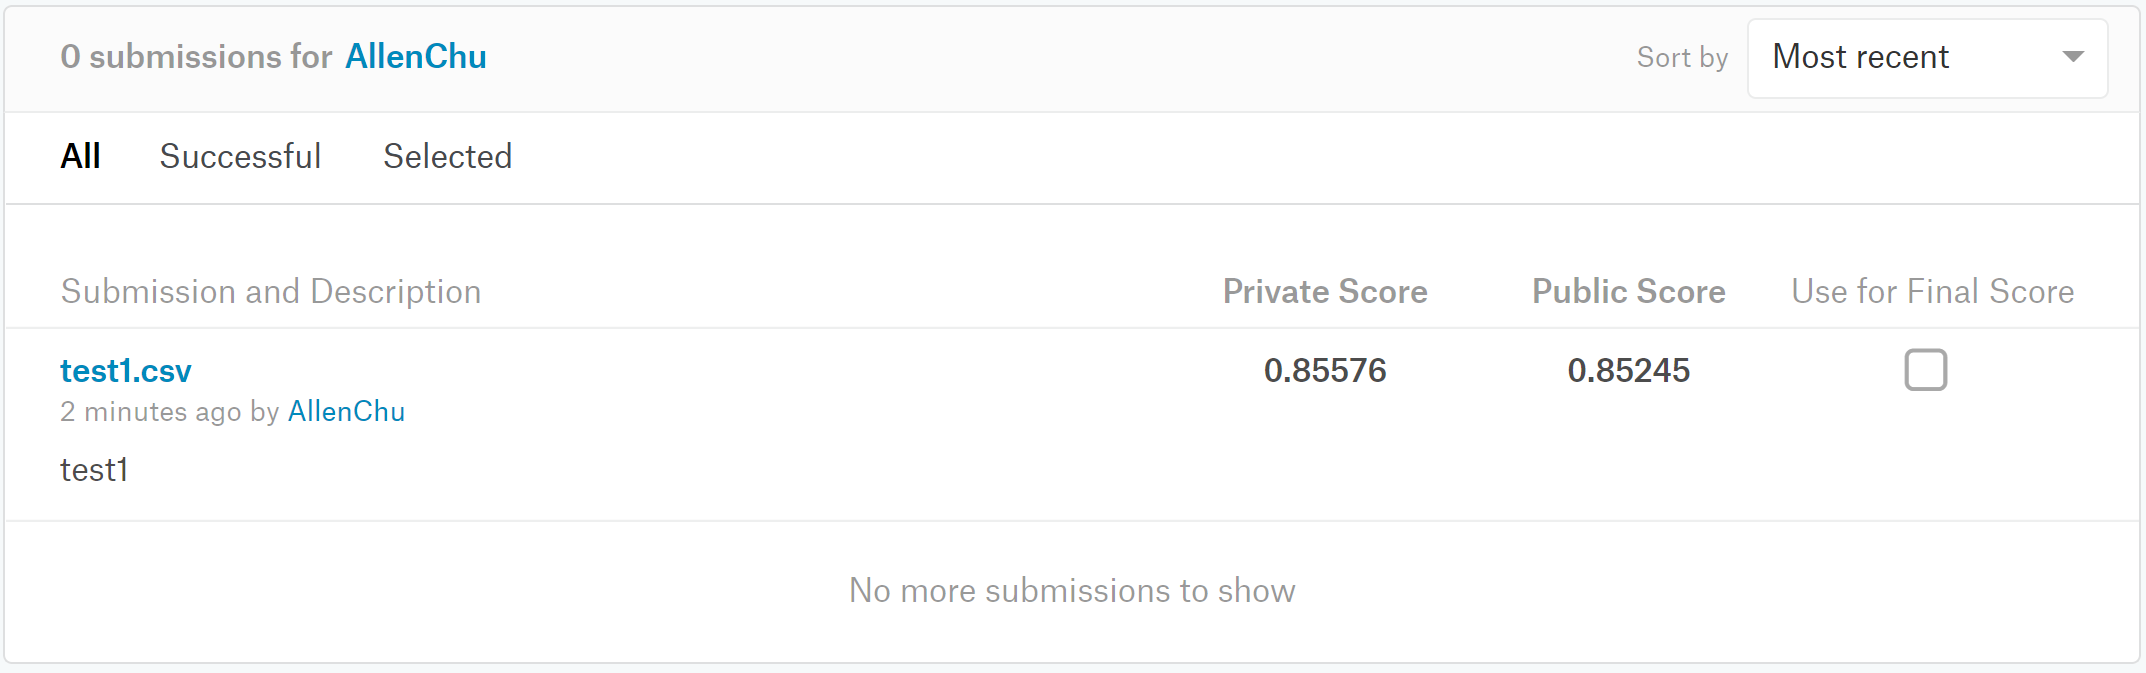 0 submissions for AllenChu
Sort by Most recent
All Successful Selected
Submission and Description Private Score Public Score Use for Final Score
test1.csv 0.85576 0.85245
2 minutes ago by AllenChu
test1
No more submissions to show